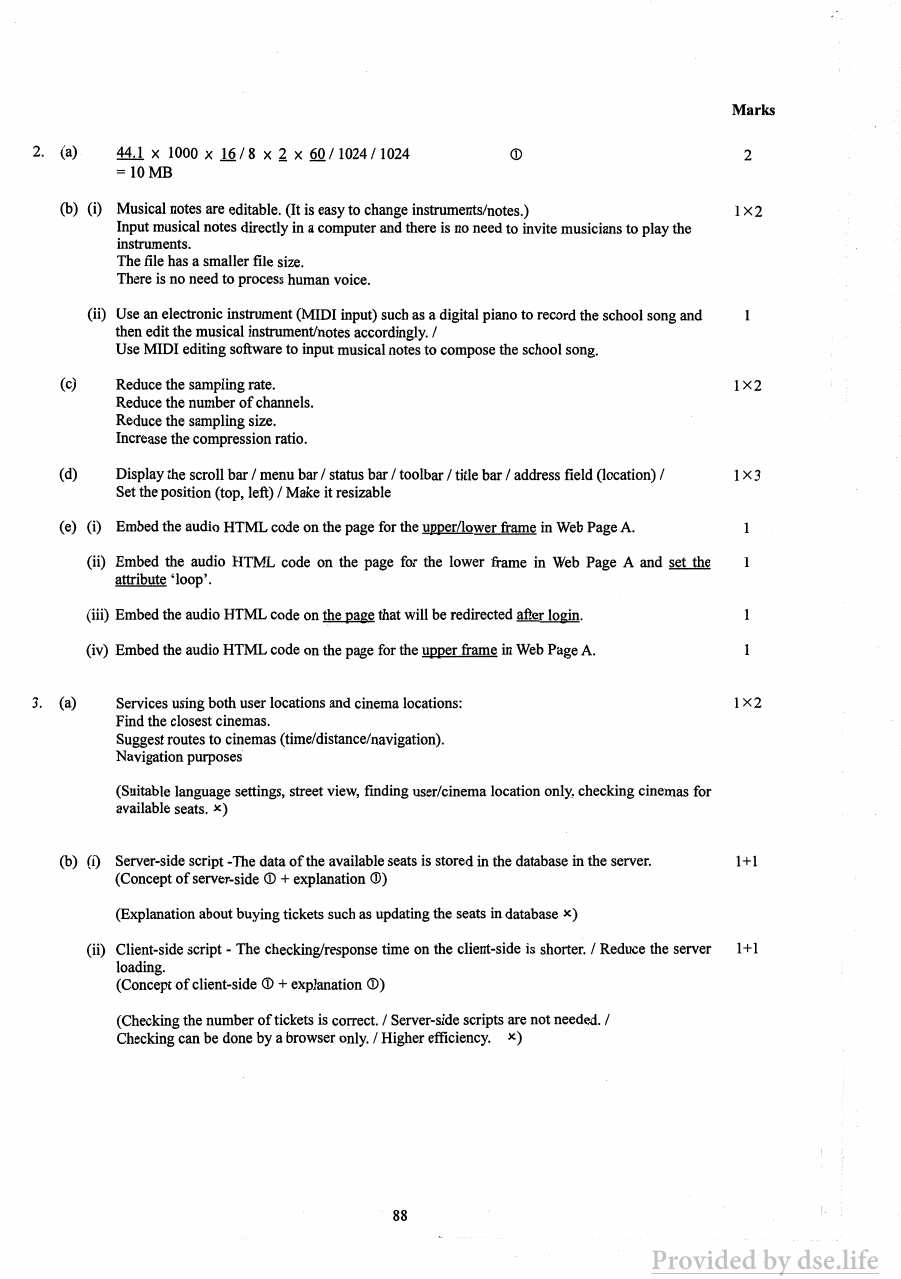 Marks
2. (a) 44.1 x 1000 x 16 / 8 x 2 x 60 / 1024 / 1024 ① 2
= 10 MB
(b) (i) Musical notes are editable. (It is easy to change instruments/notes.) 1×2
Input musical notes directly in a computer and there is no need to invite musicians to play the
instruments.
The file has a smaller file size.
There is no need to process human voice.
(ii) Use an electronic instrument (MIDI input) such as a digital piano to record the school song and 1
then edit the musical instrument/notes accordingly. /
Use MIDI editing software to input musical notes to compose the school song.
(c) Reduce the sampling rate. 1×2
Reduce the number of channels.
Reduce the sampling size.
Increase the compression ratio.
(d) Display the scroll bar / menu bar / status bar / toolbar / title bar / address field (location) / 1×3
Set the position (top, left) / Make it resizable
(e) (i) Embed the audio HTML code on the page for the upper/lower frame in Web Page A. 1
(ii) Embed the audio HTML code on the page for the lower frame in Web Page A and set the 1
attribute ‘loop’.
(iii) Embed the audio HTML code on the page that will be redirected after login. 1
(iv) Embed the audio HTML code on the page for the upper frame in Web Page A. 1
3. (a) Services using both user locations and cinema locations: 1×2
Find the closest cinemas.
Suggest routes to cinemas (time/distance/navigation).
Navigation purposes
(Suitable language settings, street view, finding user/cinema location only, checking cinemas for
available seats. ×)
(b) (i) Server-side script -The data of the available seats is stored in the database in the server. 1+1
(Concept of server-side ① + explanation ①)
(Explanation about buying tickets such as updating the seats in database ×)
(ii) Client-side script - The checking/response time on the client-side is shorter. / Reduce the server 1+1
loading.
(Concept of client-side ① + explanation ①)
(Checking the number of tickets is correct. / Server-side scripts are not needed. /
Checking can be done by a browser only. / Higher efficiency. ×)
88
Provided by dse.life